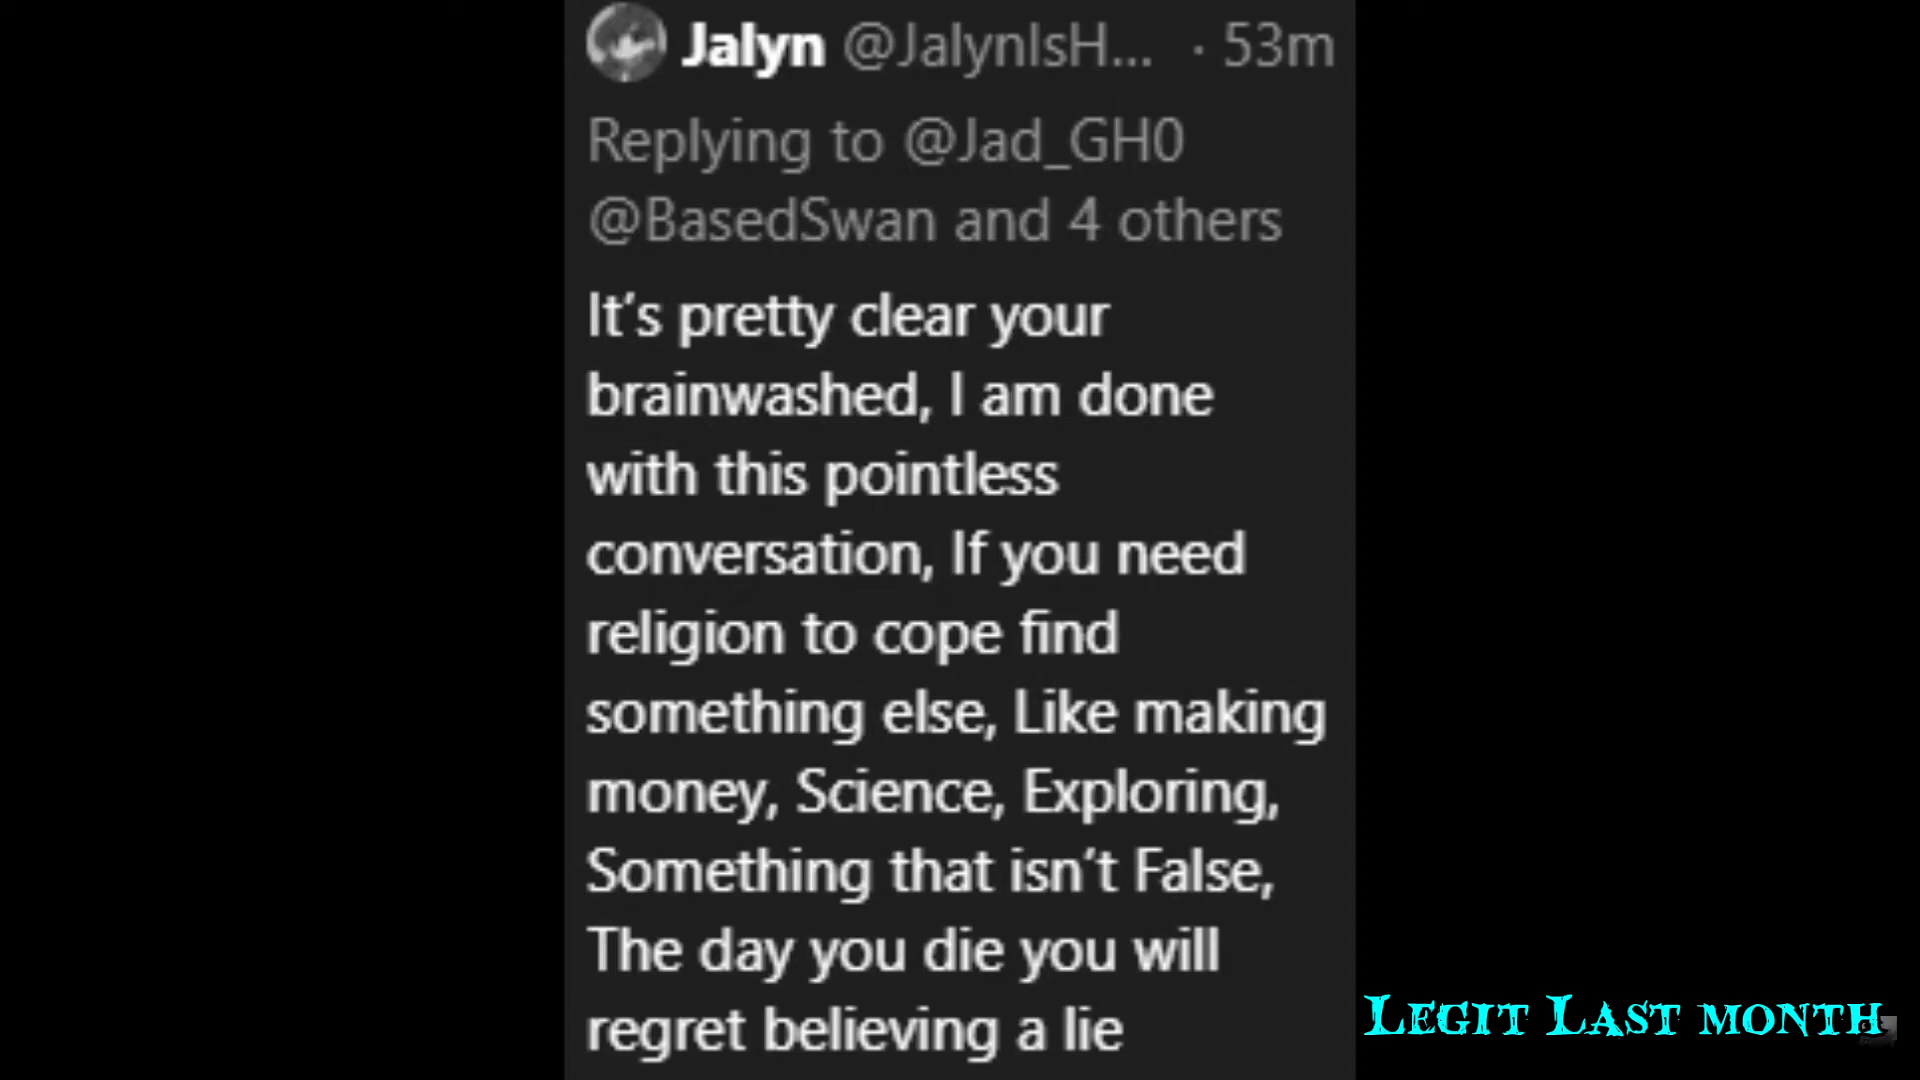 Jalyn @JalynIsH... · 53m
Replying to @Jad_GH0
@BasedSwan and 4 others
It's pretty clear your
brainwashed, I am done
with this pointless
conversation, If you need
religion to cope find
something else, Like making
money, Science, Exploring,
Something that isn't False,
The day you die you will
regret believing a lie
Legit Last month